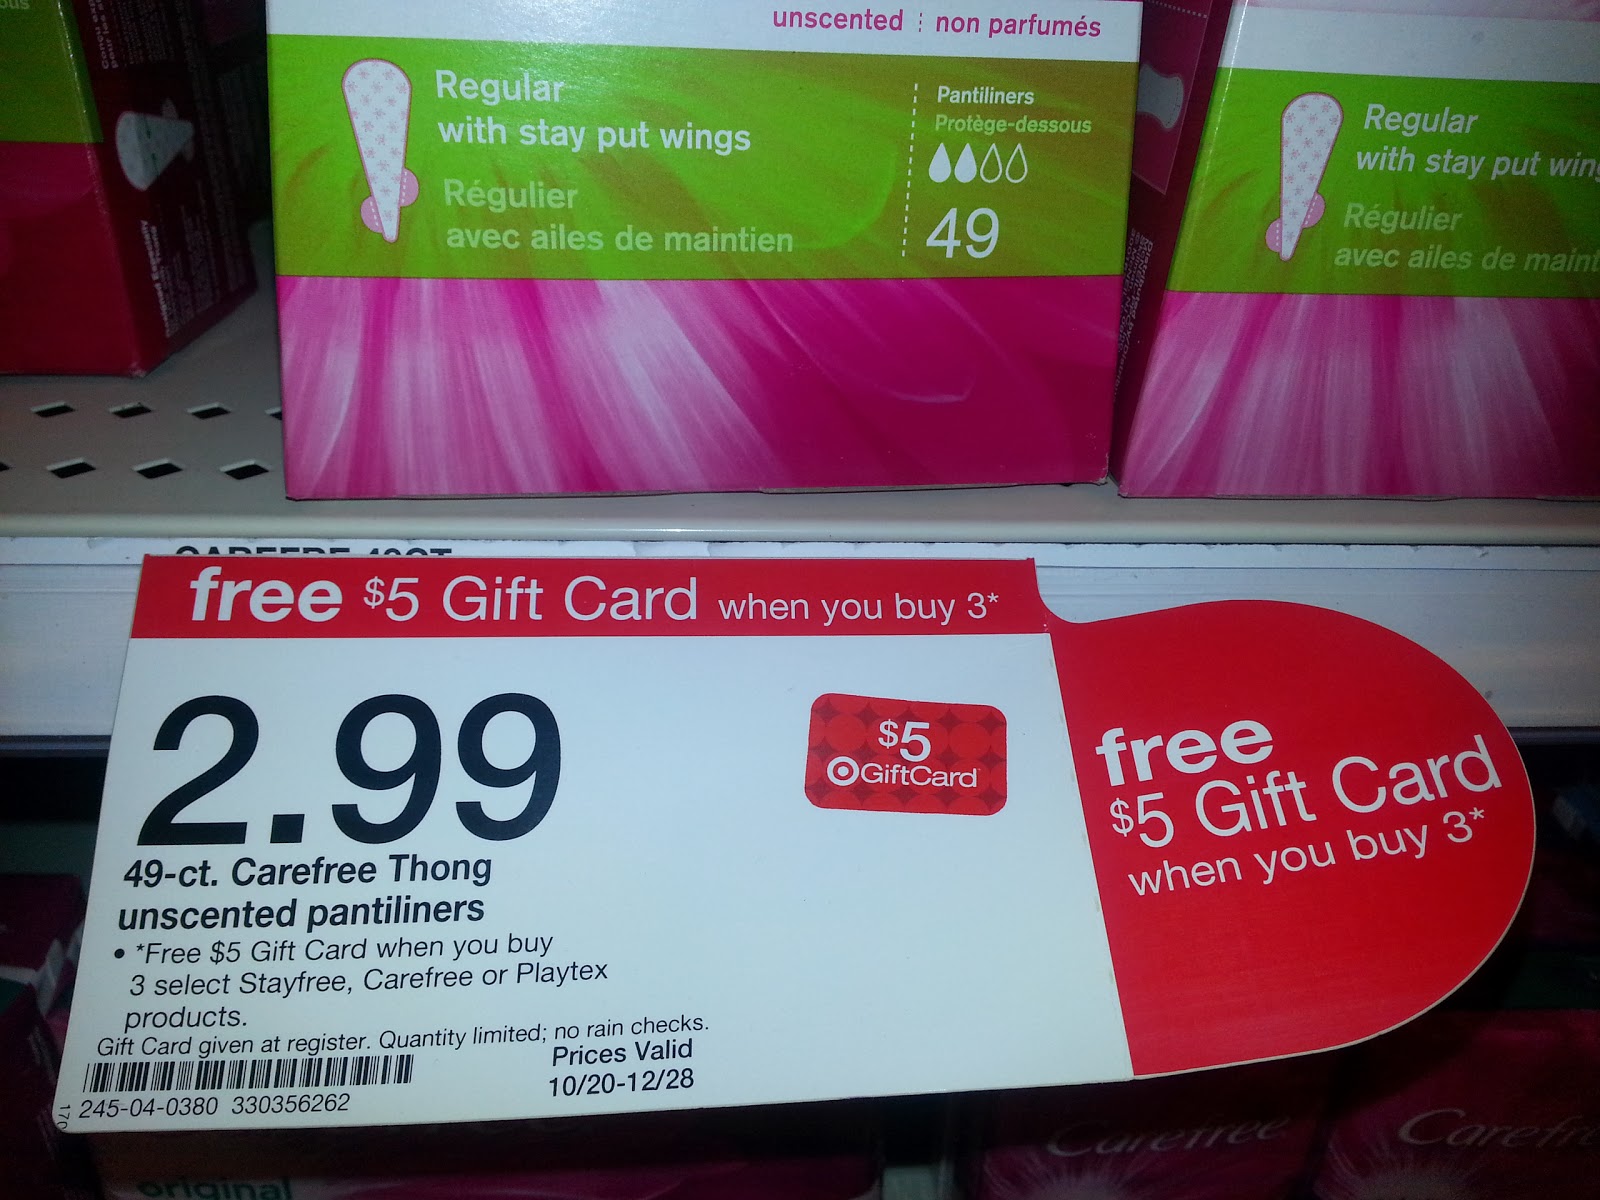 unscented non parfumés
Regular
with stay put wings
Régulier
avec ailes de maintien
Pantiliners
Protège-dessous
49
Regular
with stay put
Régulier
avec ailes de
CAREFREE 49CT
free $5 Gift Card when you buy 3*
2.99
49-ct. Carefree Thong
unscented pantiliners
• *Free $5 Gift Card when you buy
3 select Stayfree, Carefree or Playtex
products.
Gift Card given at register. Quantity limited; no rain checks.
Prices Valid
10/20-12/28
245-04-0380 330356262
$5
GiftCard
free
$5 Gift Card
when you buy 3*
Carefree
original